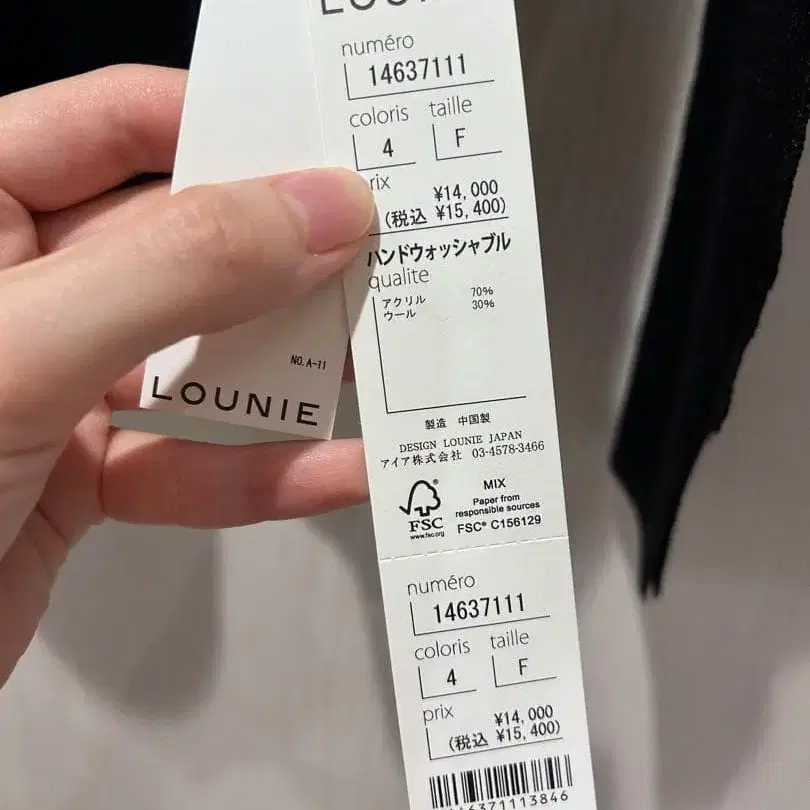 LOUNIE
numéro
14637111
coloris taille
4 F
rix
¥14,000
(税込 ¥15,400)
ハンドウォッシャブル
qualite
アクリル 70%
ウール 30%
製造 中国製
DESIGN LOUNIE JAPAN
アイア株式会社 03-4578-3466
FSC
www.fsc.org
MIX
Paper from
responsible sources
FSC® C156129
NO.A-11
LOUNIE
numéro
14637111
coloris taille
4 F
prix
¥14,000
(税込 ¥15,400)